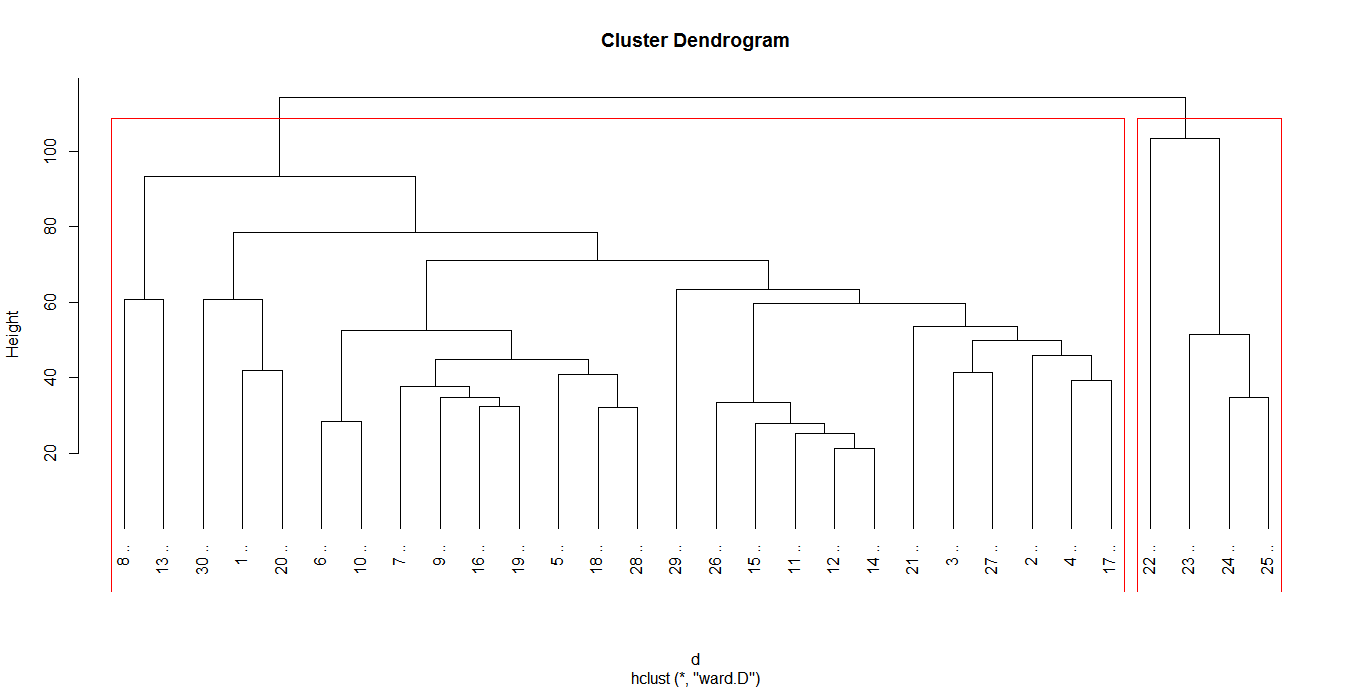 Cluster Dendrogram
Height
100
80
60
40
20
8 .. 13 .. 30 .. 1 .. 20 .. 6 .. 10 .. 7 .. 9 .. 16 .. 19 .. 5 .. 18 .. 28 .. 29 .. 26 .. 15 .. 11 .. 12 .. 14 .. 21 .. 3 .. 27 .. 2 .. 4 .. 17 .. 22 .. 23 .. 24 .. 25 ..
d
hclust (*, "ward.D")